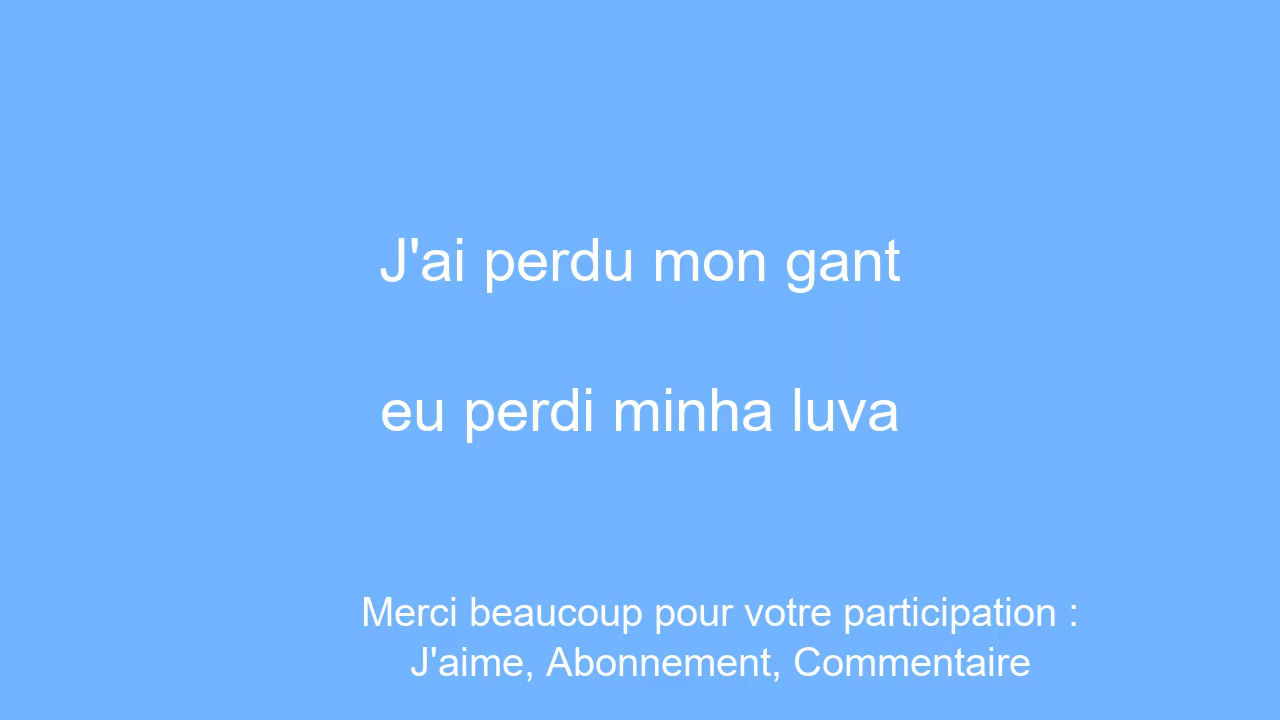 J'ai perdu mon gant
eu perdi minha luva
Merci beaucoup pour votre participation :
J'aime, Abonnement, Commentaire